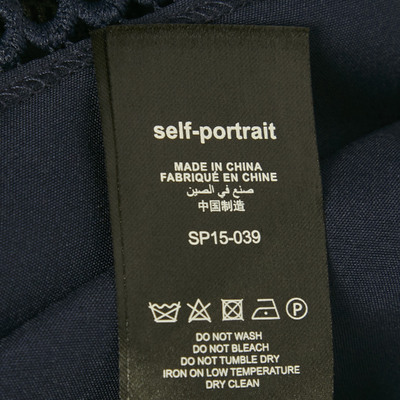 self-portrait
MADE IN CHINA
FABRIQUÉ EN CHINE
صنع في الصين
中国制造
SP15-039
P
DO NOT WASH
DO NOT BLEACH
DO NOT TUMBLE DRY
IRON ON LOW TEMPERATURE
DRY CLEAN